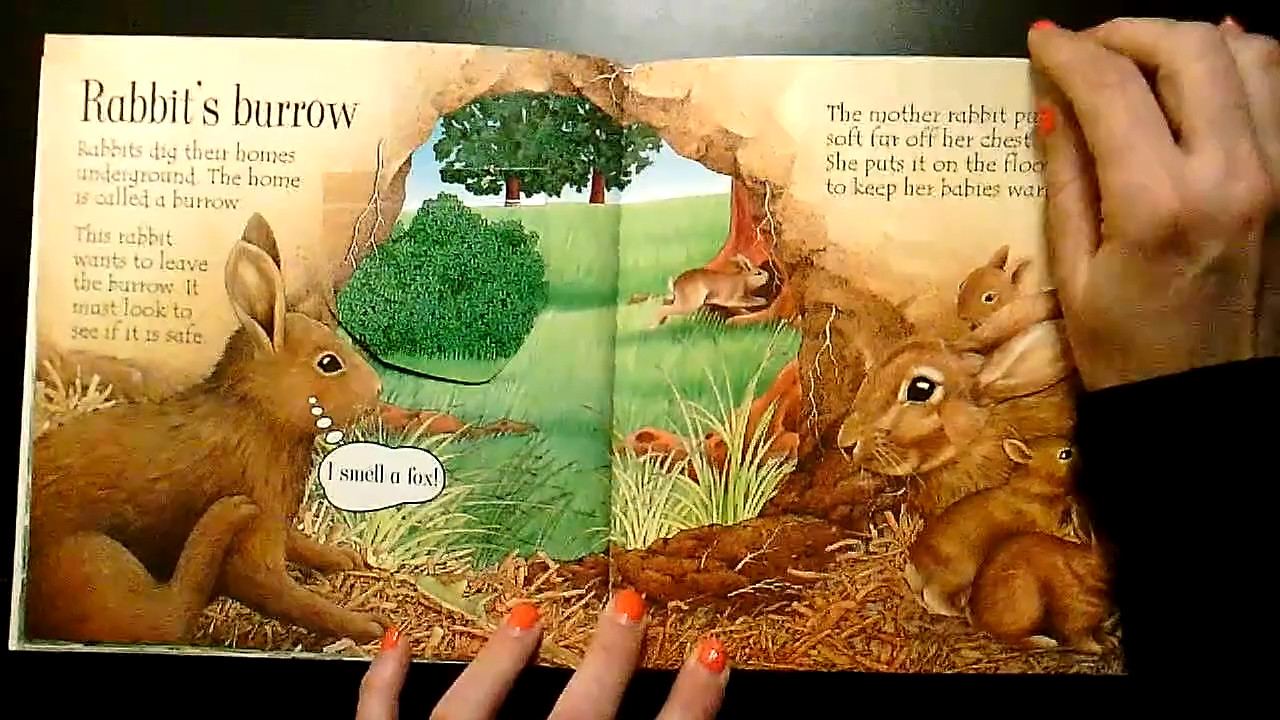 Rabbit's burrow
Rabbits dig their homes
underground. The home
is called a burrow
This rabbit
wants to leave
the burrow. It
must look to
see if it is safe.
I smell a fox!
The mother rabbit
soft fur off her chest
She puts it on the floo
to keep her babies war